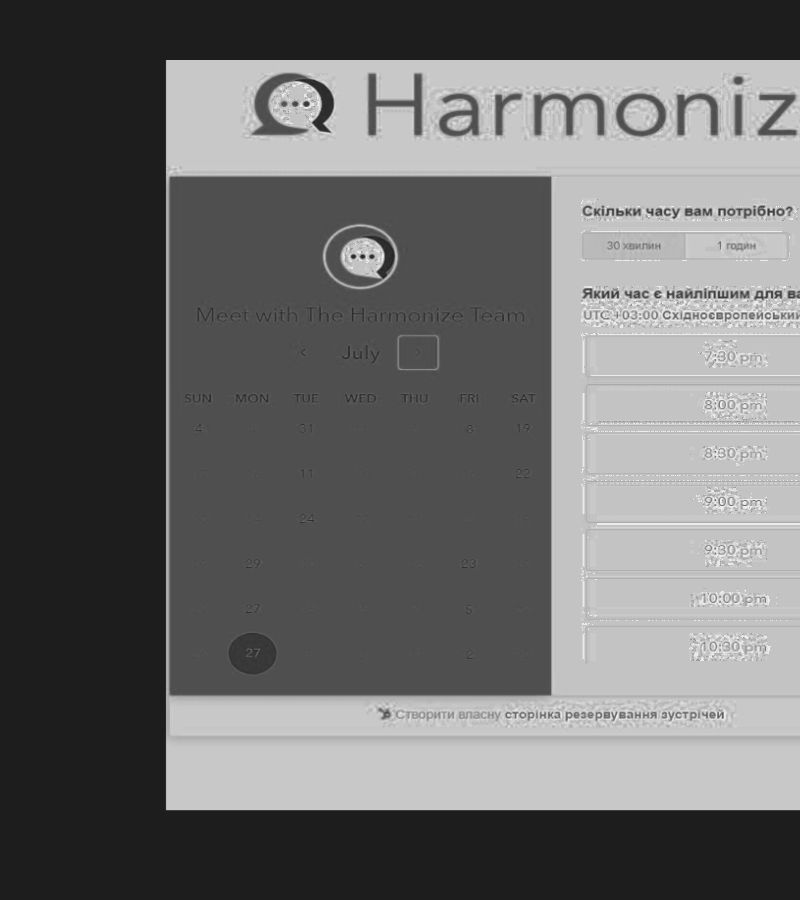 Harmoniz
Скільки часу вам потрібно?
30 хвилин 1 годин
Meet with The Harmonize Team
Який час є найліпшим для ва
UTC +03:00 Східноєвропейський
< July >
7:30 pm
SUN MON TUE WED THU FRI SAT
8:00 pm
4 31 8 19
8:30 pm
11 22
9:00 pm
24
9:30 pm
29 23
10:00 pm
27 5
10:30 pm
27 2
Створити власну сторінка резервування зустрічей